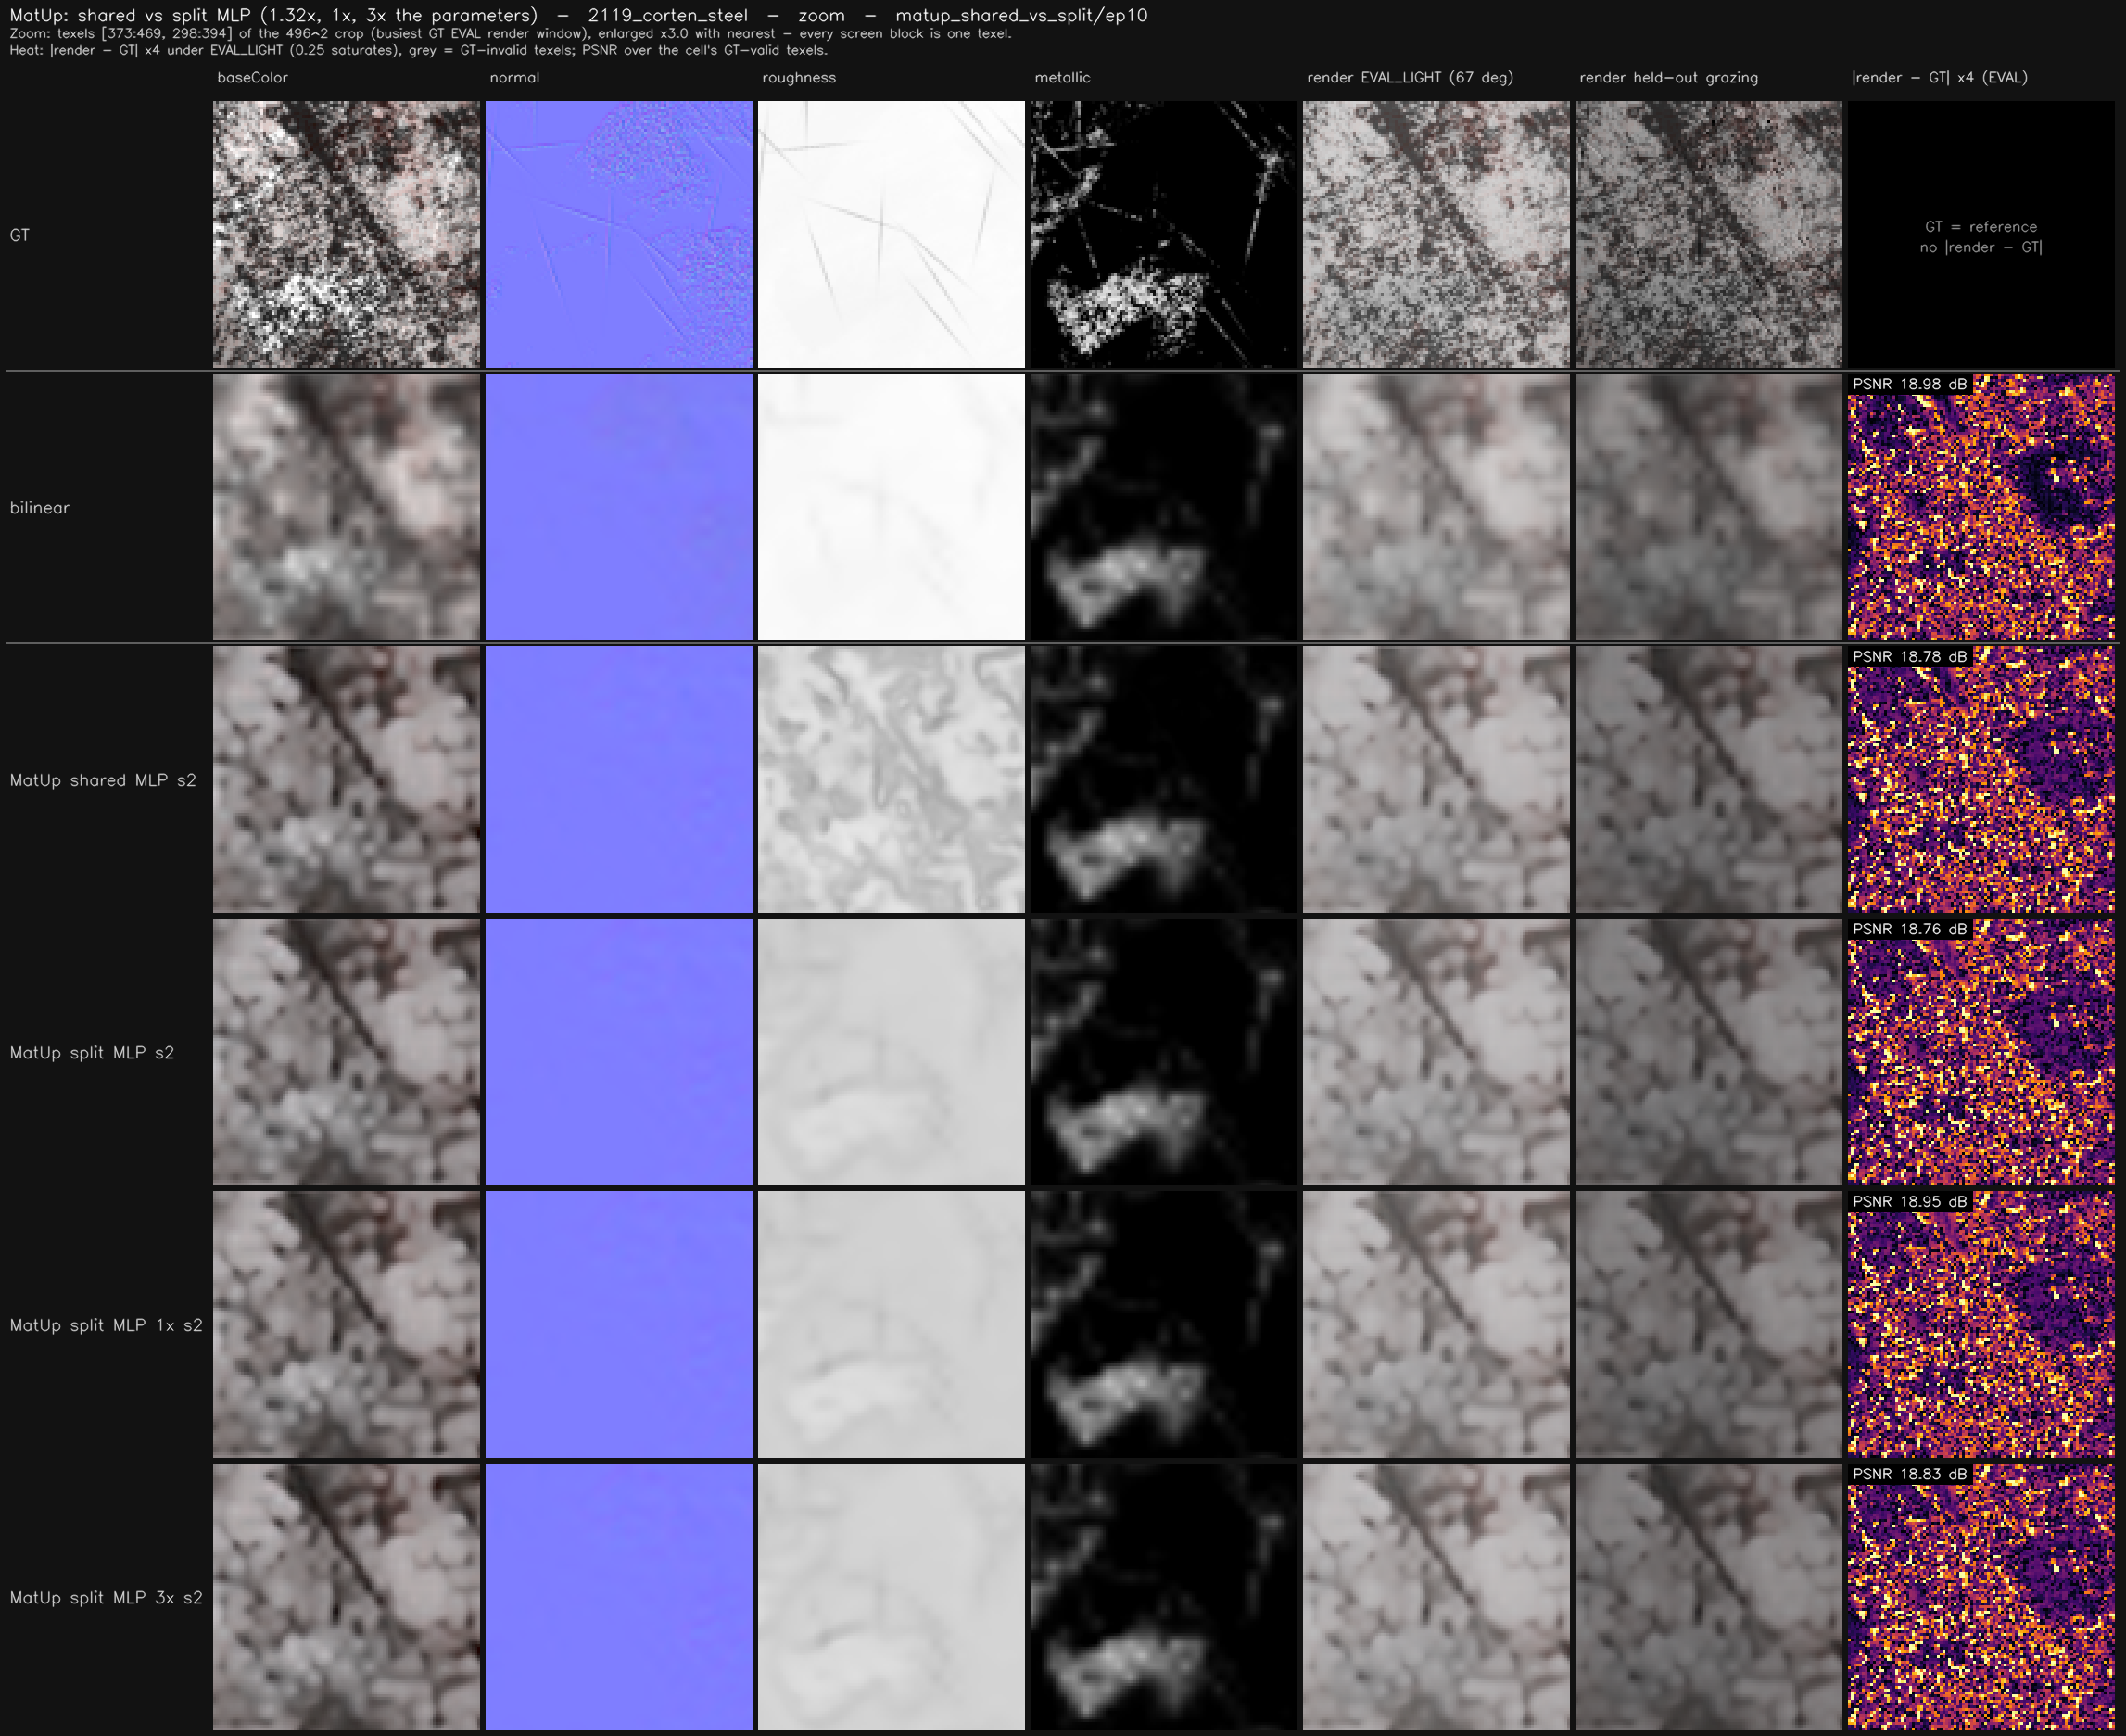 MatUp: shared vs split MLP (1.32x, 1x, 3x the parameters) — 2119_corten_steel — zoom — matup_shared_vs_split/ep10
Zoom: texels [373:469, 298:394] of the 496^2 crop (busiest GT EVAL render window), enlarged x3.0 with nearest — every screen block is one texel.
Heat: |render — GT| x4 under EVAL_LIGHT (0.25 saturates), grey = GT-invalid texels; PSNR over the cell's GT-valid texels.
baseColor normal roughness metallic render EVAL_LIGHT (67 deg) render held-out grazing |render — GT| x4 (EVAL)
GT
GT = reference
no |render — GT|
bilinear
PSNR 18.98 dB
MatUp shared MLP s2
PSNR 18.78 dB
MatUp split MLP s2
PSNR 18.76 dB
MatUp split MLP 1x s2
PSNR 18.95 dB
MatUp split MLP 3x s2
PSNR 18.83 dB